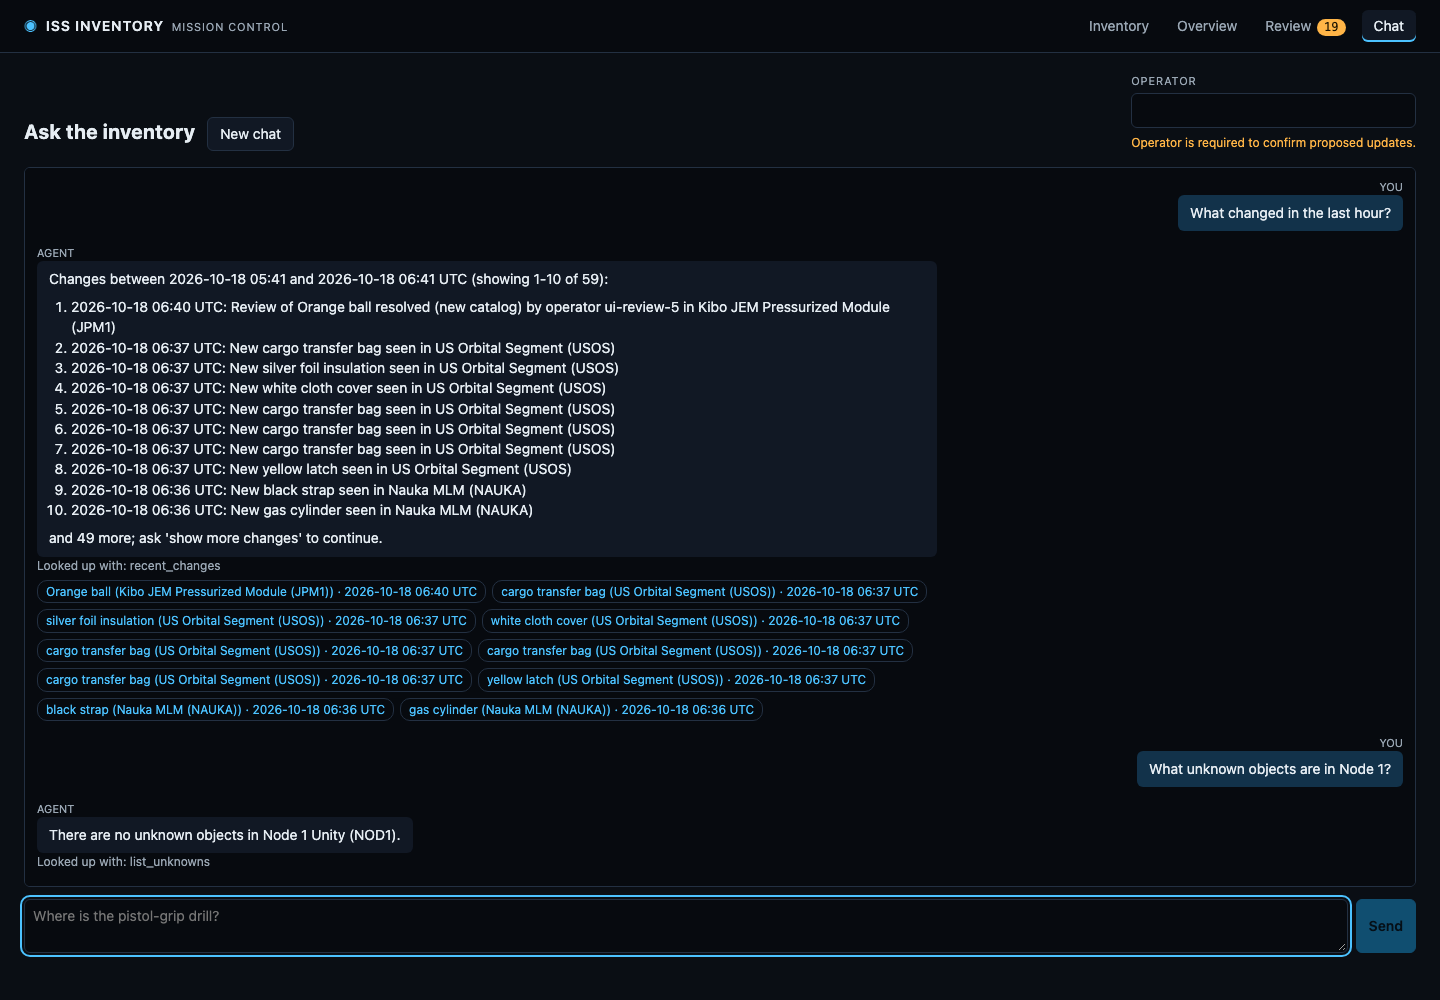 ISS INVENTORY MISSION CONTROL
Inventory Overview Review 19 Chat
OPERATOR
Ask the inventory
New chat
Operator is required to confirm proposed updates.
YOU
What changed in the last hour?
AGENT
Changes between 2026-10-18 05:41 and 2026-10-18 06:41 UTC (showing 1-10 of 59):
1. 2026-10-18 06:40 UTC: Review of Orange ball resolved (new catalog) by operator ui-review-5 in Kibo JEM Pressurized Module
(JPM1)
2. 2026-10-18 06:37 UTC: New cargo transfer bag seen in US Orbital Segment (USOS)
3. 2026-10-18 06:37 UTC: New silver foil insulation seen in US Orbital Segment (USOS)
4. 2026-10-18 06:37 UTC: New white cloth cover seen in US Orbital Segment (USOS)
5. 2026-10-18 06:37 UTC: New cargo transfer bag seen in US Orbital Segment (USOS)
6. 2026-10-18 06:37 UTC: New cargo transfer bag seen in US Orbital Segment (USOS)
7. 2026-10-18 06:37 UTC: New cargo transfer bag seen in US Orbital Segment (USOS)
8. 2026-10-18 06:37 UTC: New yellow latch seen in US Orbital Segment (USOS)
9. 2026-10-18 06:36 UTC: New black strap seen in Nauka MLM (NAUKA)
10. 2026-10-18 06:36 UTC: New gas cylinder seen in Nauka MLM (NAUKA)
and 49 more; ask 'show more changes' to continue.
Looked up with: recent_changes
Orange ball (Kibo JEM Pressurized Module (JPM1)) · 2026-10-18 06:40 UTC
cargo transfer bag (US Orbital Segment (USOS)) · 2026-10-18 06:37 UTC
silver foil insulation (US Orbital Segment (USOS)) · 2026-10-18 06:37 UTC
white cloth cover (US Orbital Segment (USOS)) · 2026-10-18 06:37 UTC
cargo transfer bag (US Orbital Segment (USOS)) · 2026-10-18 06:37 UTC
cargo transfer bag (US Orbital Segment (USOS)) · 2026-10-18 06:37 UTC
cargo transfer bag (US Orbital Segment (USOS)) · 2026-10-18 06:37 UTC
yellow latch (US Orbital Segment (USOS)) · 2026-10-18 06:37 UTC
black strap (Nauka MLM (NAUKA)) · 2026-10-18 06:36 UTC
gas cylinder (Nauka MLM (NAUKA)) · 2026-10-18 06:36 UTC
YOU
What unknown objects are in Node 1?
AGENT
There are no unknown objects in Node 1 Unity (NOD1).
Looked up with: list_unknowns
Where is the pistol-grip drill?
Send